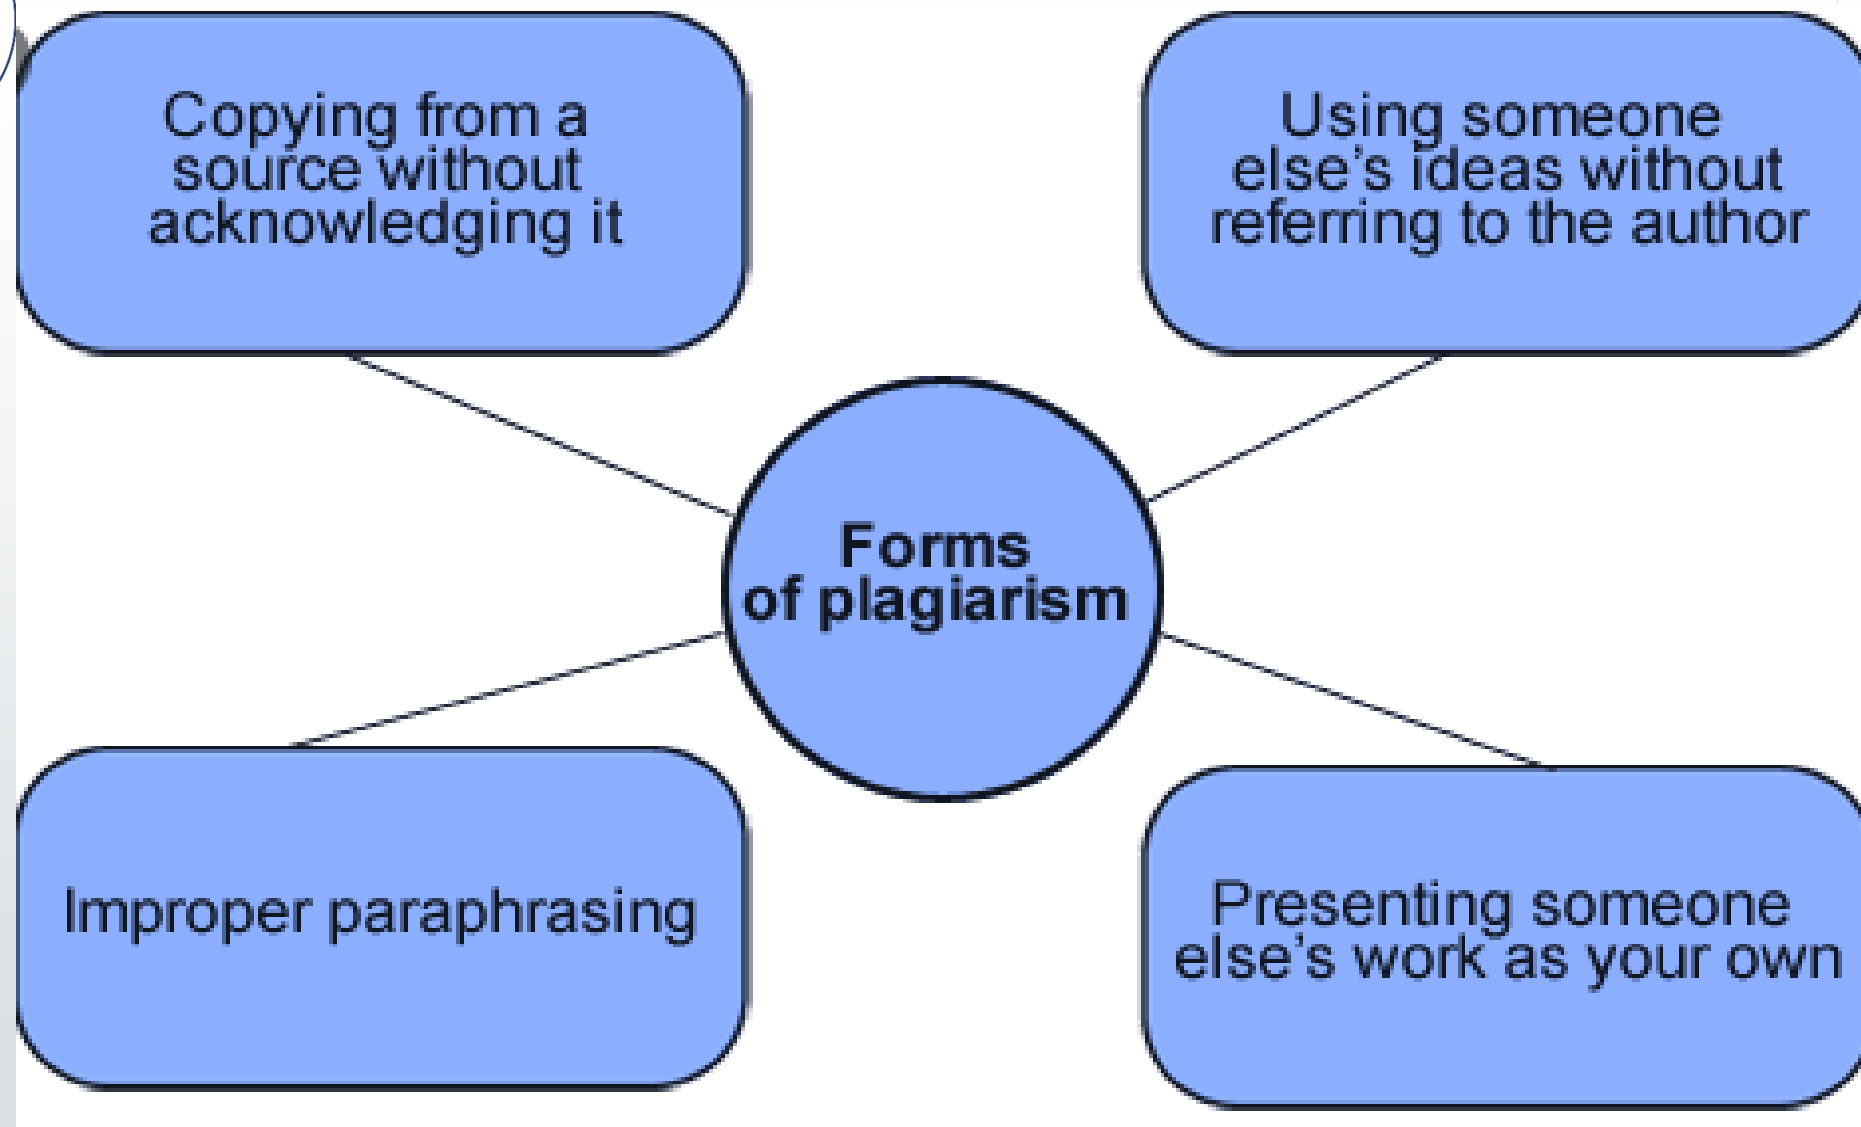 Copying from a
source without
acknowledging it
Using someone
else’s ideas without
referring to the author
Forms
of plagiarism
Improper paraphrasing
Presenting someone
else’s work as your own